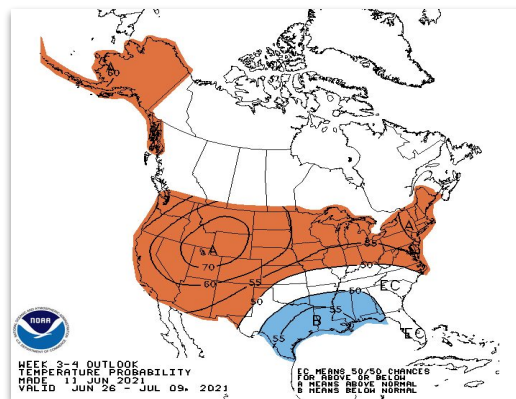 60
A
A
70
60
55
50
55
50
50
EC
EC
55
B
50
55
NOAA
WEEK 3-4 OUTLOOK
TEMPERATURE PROBABILITY
MADE 11 JUN 2021
VALID JUN 26 - JUL 09, 2021
EC MEANS 50/50 CHANCES
FOR ABOVE OR BELOW
A MEANS ABOVE NORMAL
B MEANS BELOW NORMAL